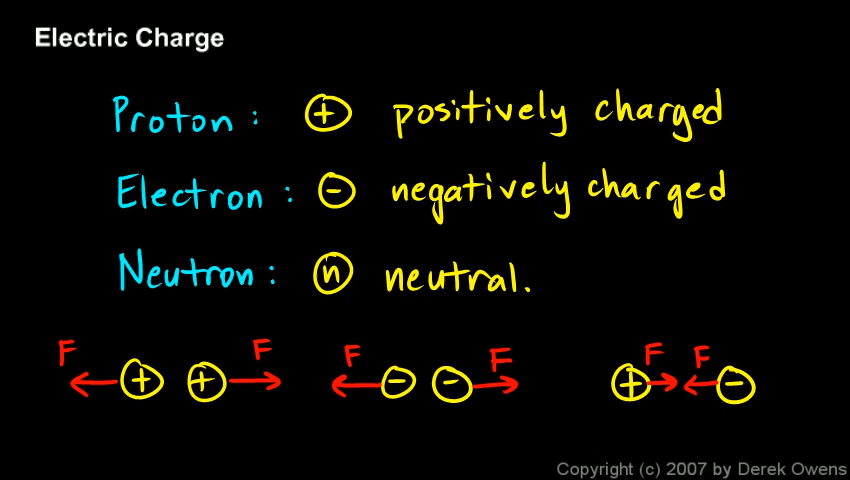 Electric Charge
Proton: + positively charged
Electron: - negatively charged
Neutron: n neutral.
F F F F F F
+ + - - + -
Copyright (c) 2007 by Derek Owens